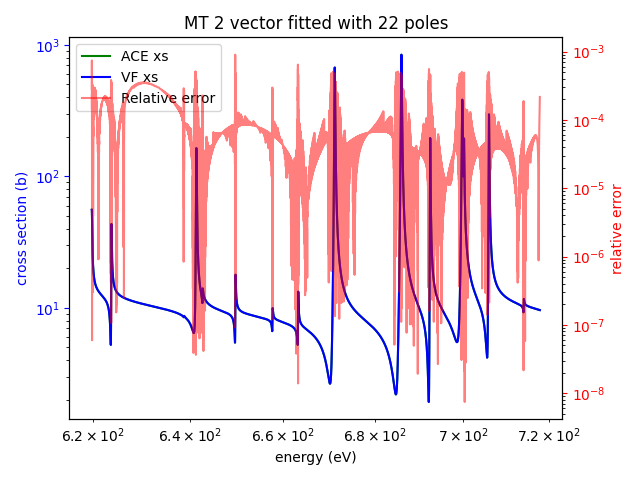 MT 2 vector fitted with 22 poles
ACE xs
VF xs
Relative error
10³
10²
10¹
cross section (b)
10⁻³
10⁻⁴
10⁻⁵
10⁻⁶
10⁻⁷
10⁻⁸
relative error
6.2 × 10² 6.4 × 10² 6.6 × 10² 6.8 × 10² 7 × 10² 7.2 × 10²
energy (eV)